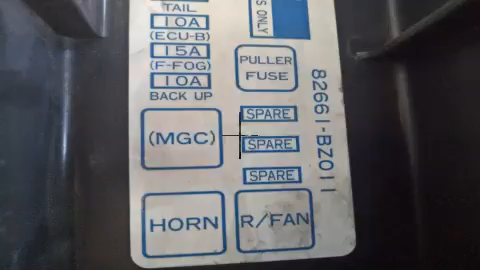 TAIL
10A
(ECU-B)
15A
(F-FOG)
10A
BACK UP
S ONLY
PULLER
FUSE
(MGC)
SPARE
SPARE
SPARE
HORN
R/FAN
82661-BZ011